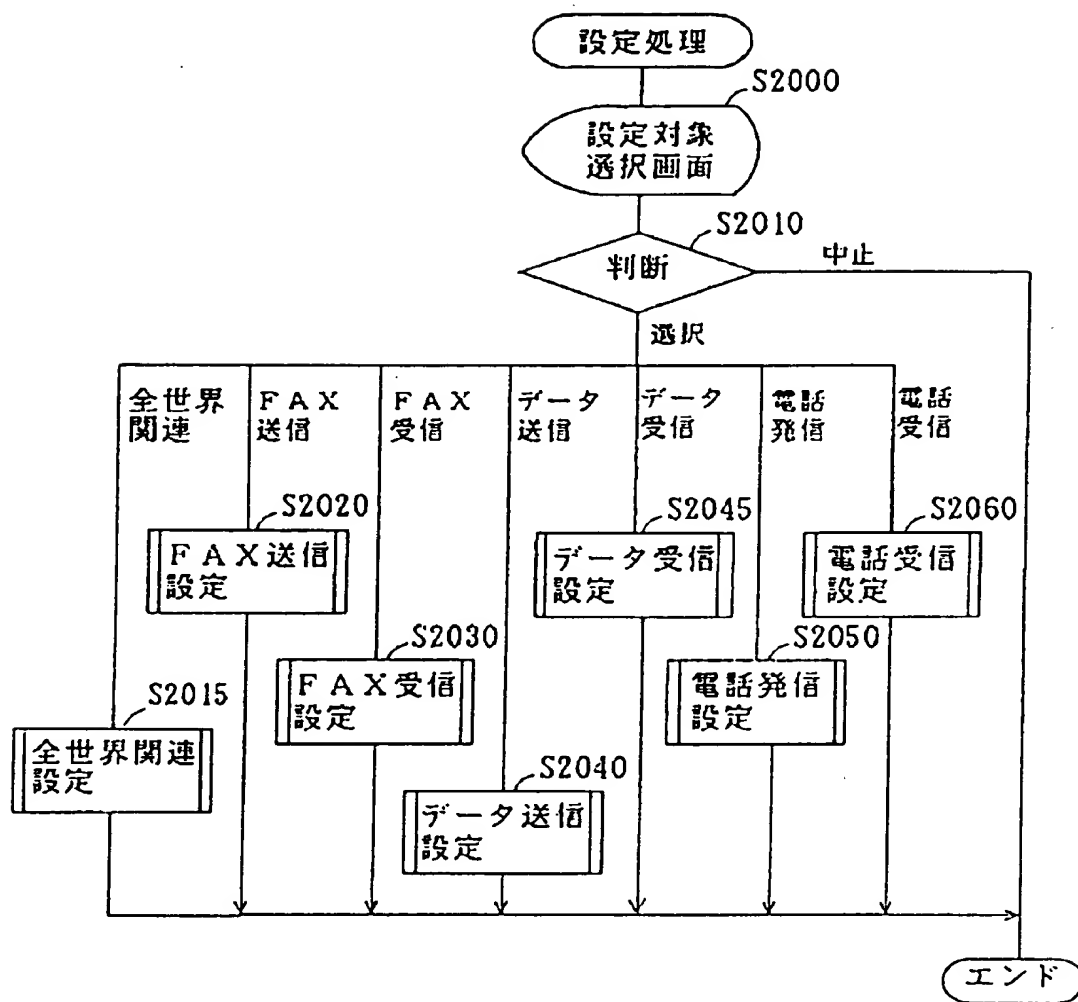 設定処理
S2000
設定対象
選択画面
S2010
判断
中止
選択
全世界
関連
FAX
送信
FAX
受信
データ
送信
データ
受信
電話
発信
電話
受信
S2020
FAX送信
設定
S2045
データ受信
設定
S2060
電話受信
設定
S2030
FAX受信
設定
S2050
電話発信
設定
S2015
全世界関連
設定
S2040
データ送信
設定
エンド